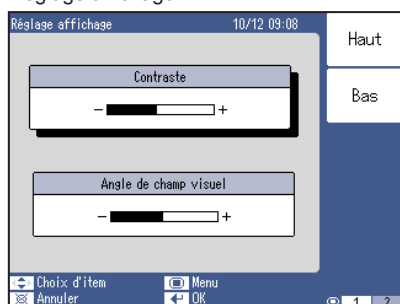 Réglage affichage 10/12 09:08
Haut
Bas
Contraste
- +
Angle de champ visuel
- +
Choix d'item Menu
Annuler OK
1 2